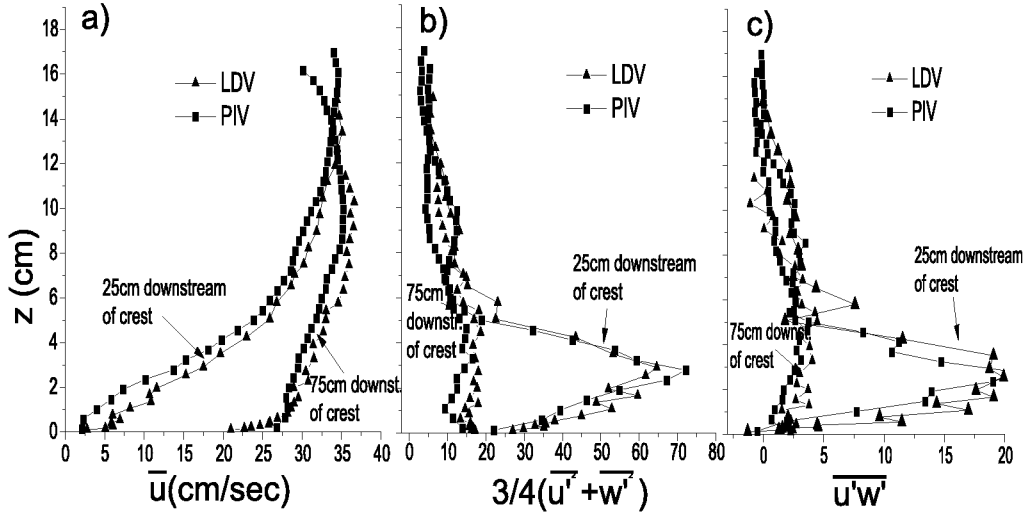 a)
LDV
PIV
25cm downstream
of crest
75cm downst.
of crest
z (cm)
18
16
14
12
10
8
6
4
2
0
0 5 10 15 20 25 30 35 40
u̅(cm/sec)
b)
LDV
PIV
25cm downstream
of crest
75cm
downstr.
of crest
0 10 20 30 40 50 60 70 80
3/4(u'²+w'²)
c)
LDV
PIV
25cm downstream
of crest
75cm
downst.
of crest
0 5 10 15 20
u'w'